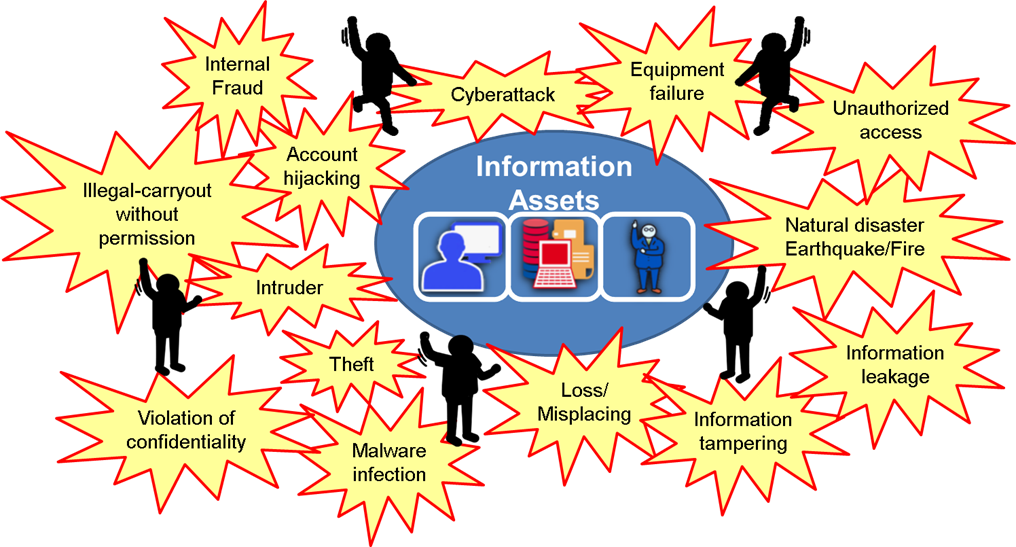 Internal
Fraud
Cyberattack
Equipment
failure
Unauthorized
access
Account
hijacking
Illegal-carryout
without
permission
Information
Assets
Natural disaster
Earthquake/Fire
Intruder
Theft
Loss/
Misplacing
Information
leakage
Violation of
confidentiality
Malware
infection
Information
tampering